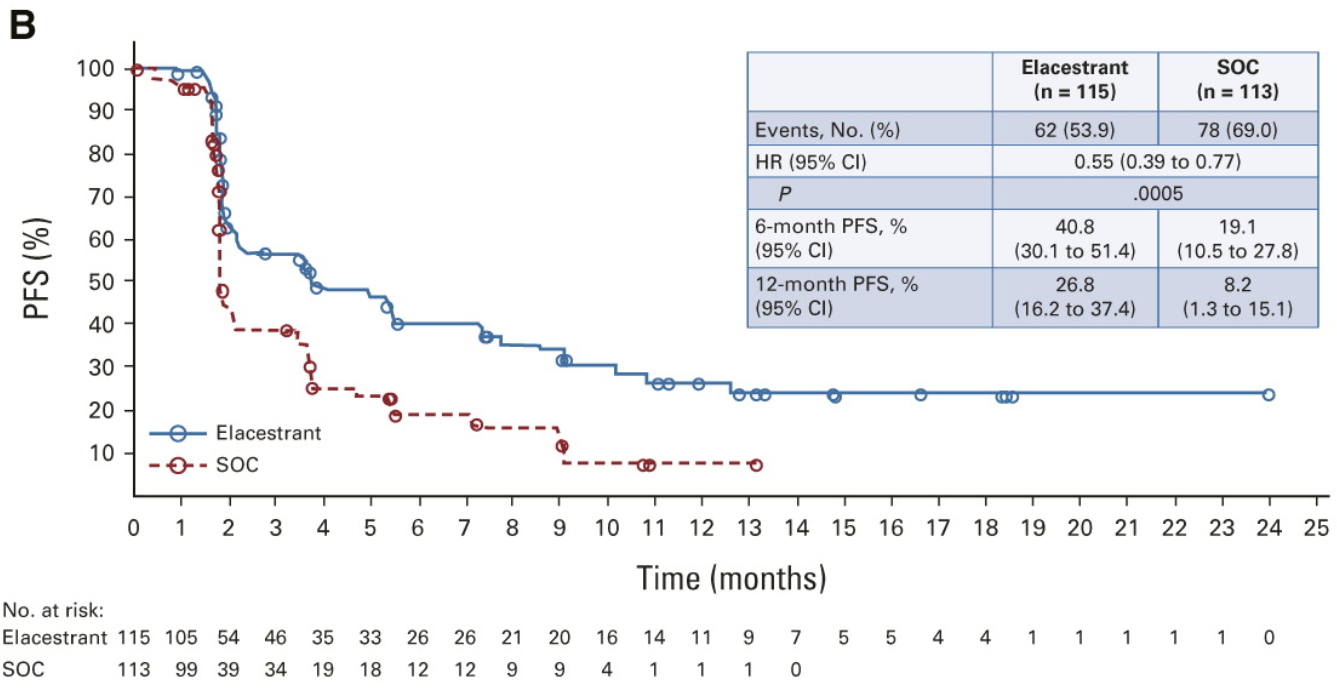 B
Elacestrant
(n = 115)
SOC
(n = 113)
Events, No. (%)
62 (53.9)
78 (69.0)
HR (95% CI)
0.55 (0.39 to 0.77)
P
.0005
6-month PFS, %
(95% CI)
40.8
(30.1 to 51.4)
19.1
(10.5 to 27.8)
12-month PFS, %
(95% CI)
26.8
(16.2 to 37.4)
8.2
(1.3 to 15.1)
PFS (%)
100
90
80
70
60
50
40
30
20
10
Elacestrant
SOC
0 1 2 3 4 5 6 7 8 9 10 11 12 13 14 15 16 17 18 19 20 21 22 23 24 25
Time (months)
No. at risk:
Elacestrant 115 105 54 46 35 33 26 26 21 20 16 14 11 9 7 5 5 4 4 1 1 1 1 1 0
SOC 113 99 39 34 19 18 12 12 9 9 4 1 1 1 0